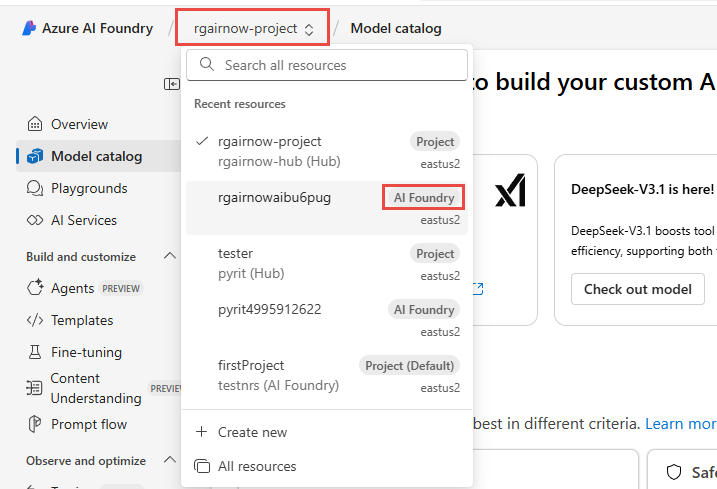 Azure AI Foundry / rgairnow-project / Model catalog
Search all resources
to build your custom A
Recent resources
Overview
rgairnow-project Project
rgairnow-hub (Hub) eastus2
Model catalog
Playgrounds
AI Services
rgairnowaibu6pug AI Foundry
eastus2
DeepSeek-V3.1 is here!
DeepSeek-V3.1 boosts tool
efficiency, supporting both
Check out model
Build and customize
tester Project
pyrit (Hub) eastus2
Agents PREVIEW
Templates
pyrit4995912622 AI Foundry
eastus2
Fine-tuning
Content
Understanding
firstProject Project (Default)
testnrs (AI Foundry) eastus2
Prompt flow
Create new
best in different criteria. Learn mor
Observe and optimize
All resources
Safe